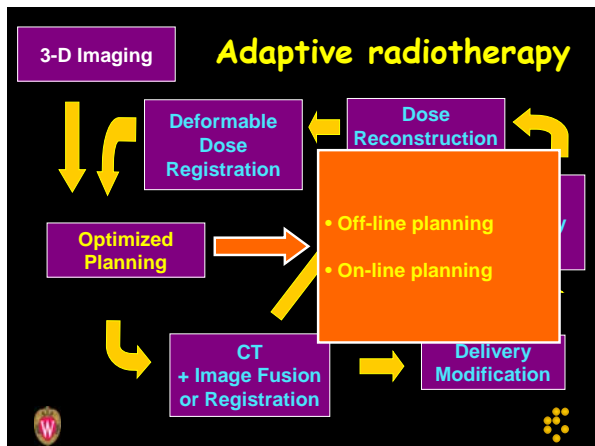 3-D Imaging
Adaptive radiotherapy
Deformable
Dose
Registration
Dose
Reconstruction
Optimized
Planning
• Off-line planning
• On-line planning
y
CT
+ Image Fusion
or Registration
Delivery
Modification
W